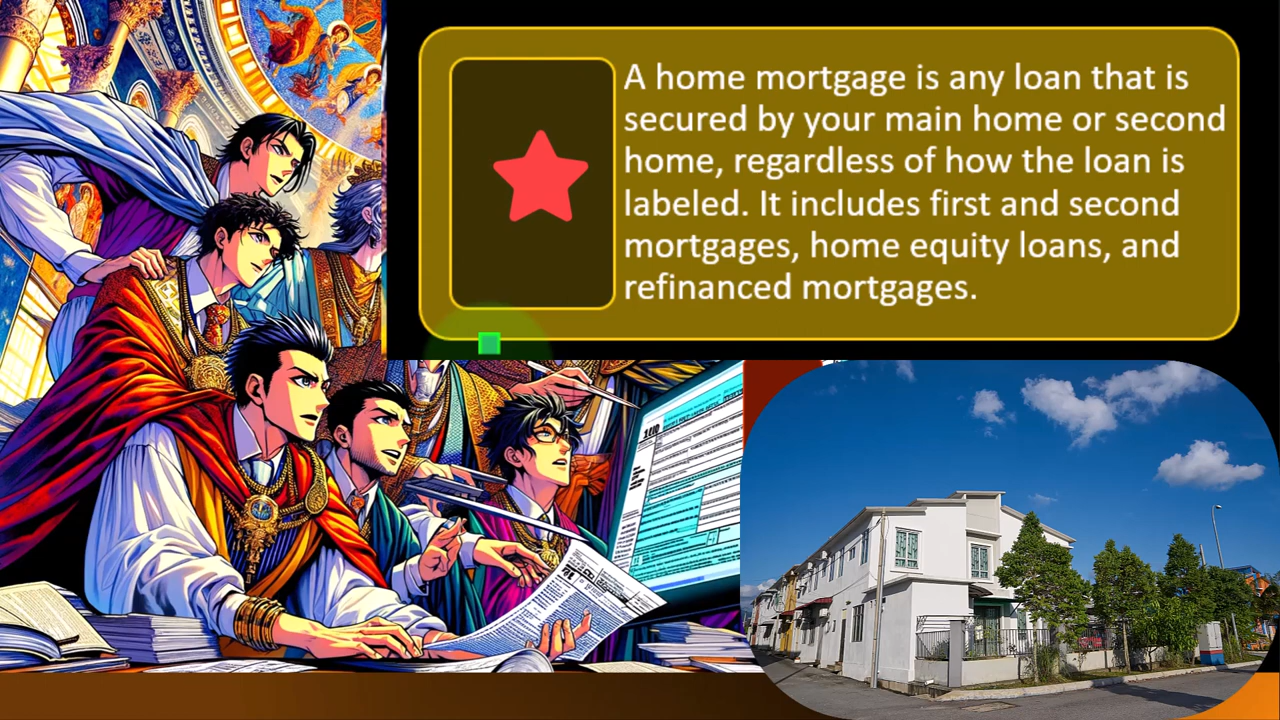 A home mortgage is any loan that is
secured by your main home or second
home, regardless of how the loan is
labeled. It includes first and second
mortgages, home equity loans, and
refinanced mortgages.